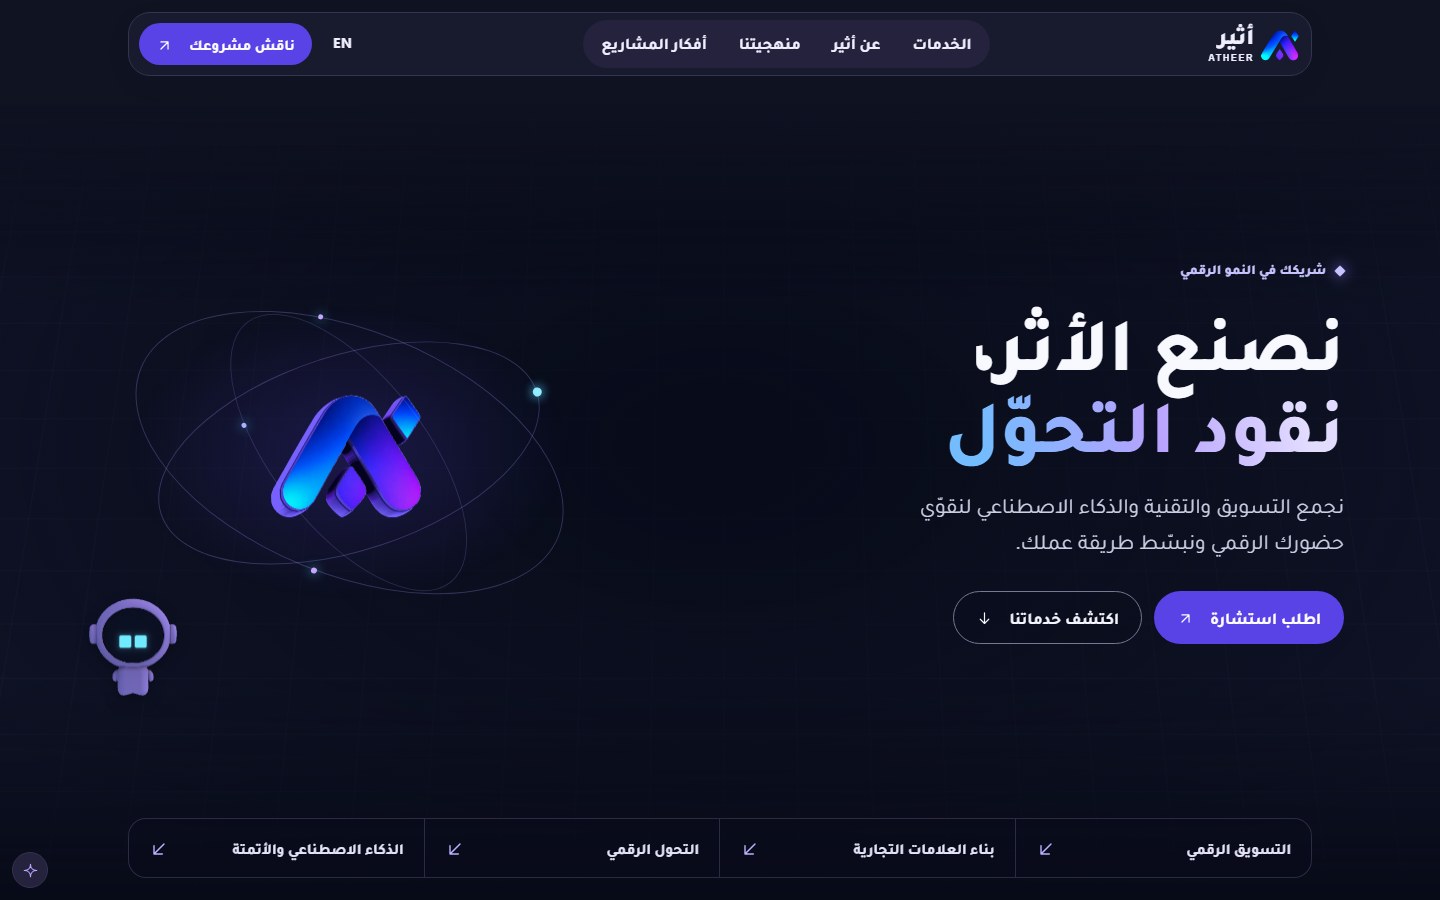 أثير
ATHEER
الخدمات
عن أثير
منهجيتنا
أفكار المشاريع
EN
ناقش مشروعك
شريكك في النمو الرقمي
نصنع الأثر،
نقود التحوّل
نجمع التسويق والتقنية والذكاء الاصطناعي لنقوّي
حضورك الرقمي ونبسّط طريقة عملك.
اطلب استشارة
اكتشف خدماتنا
التسويق الرقمي
بناء العلامات التجارية
التحول الرقمي
الذكاء الاصطناعي والأتمتة